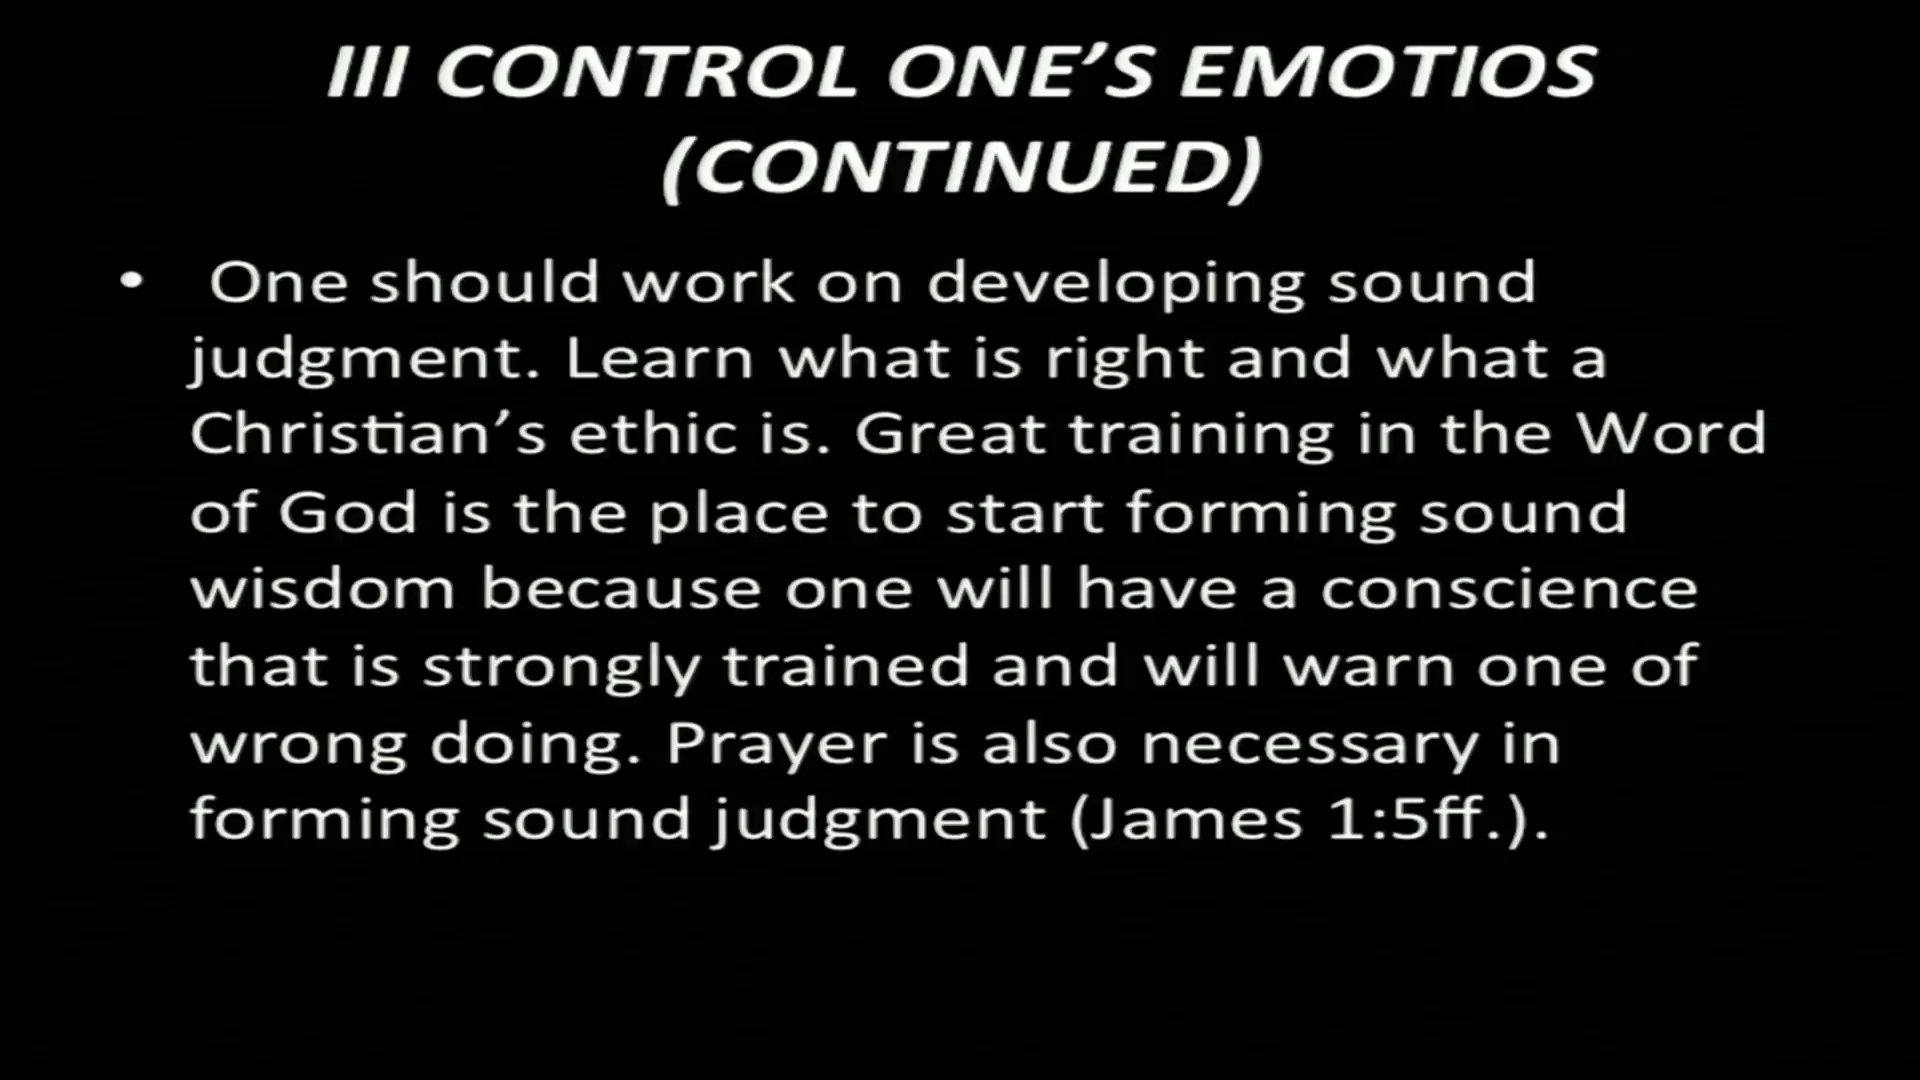 III CONTROL ONE’S EMOTIOS
(CONTINUED)
• One should work on developing sound
judgment. Learn what is right and what a
Christian’s ethic is. Great training in the Word
of God is the place to start forming sound
wisdom because one will have a conscience
that is strongly trained and will warn one of
wrong doing. Prayer is also necessary in
forming sound judgment (James 1:5ff.).